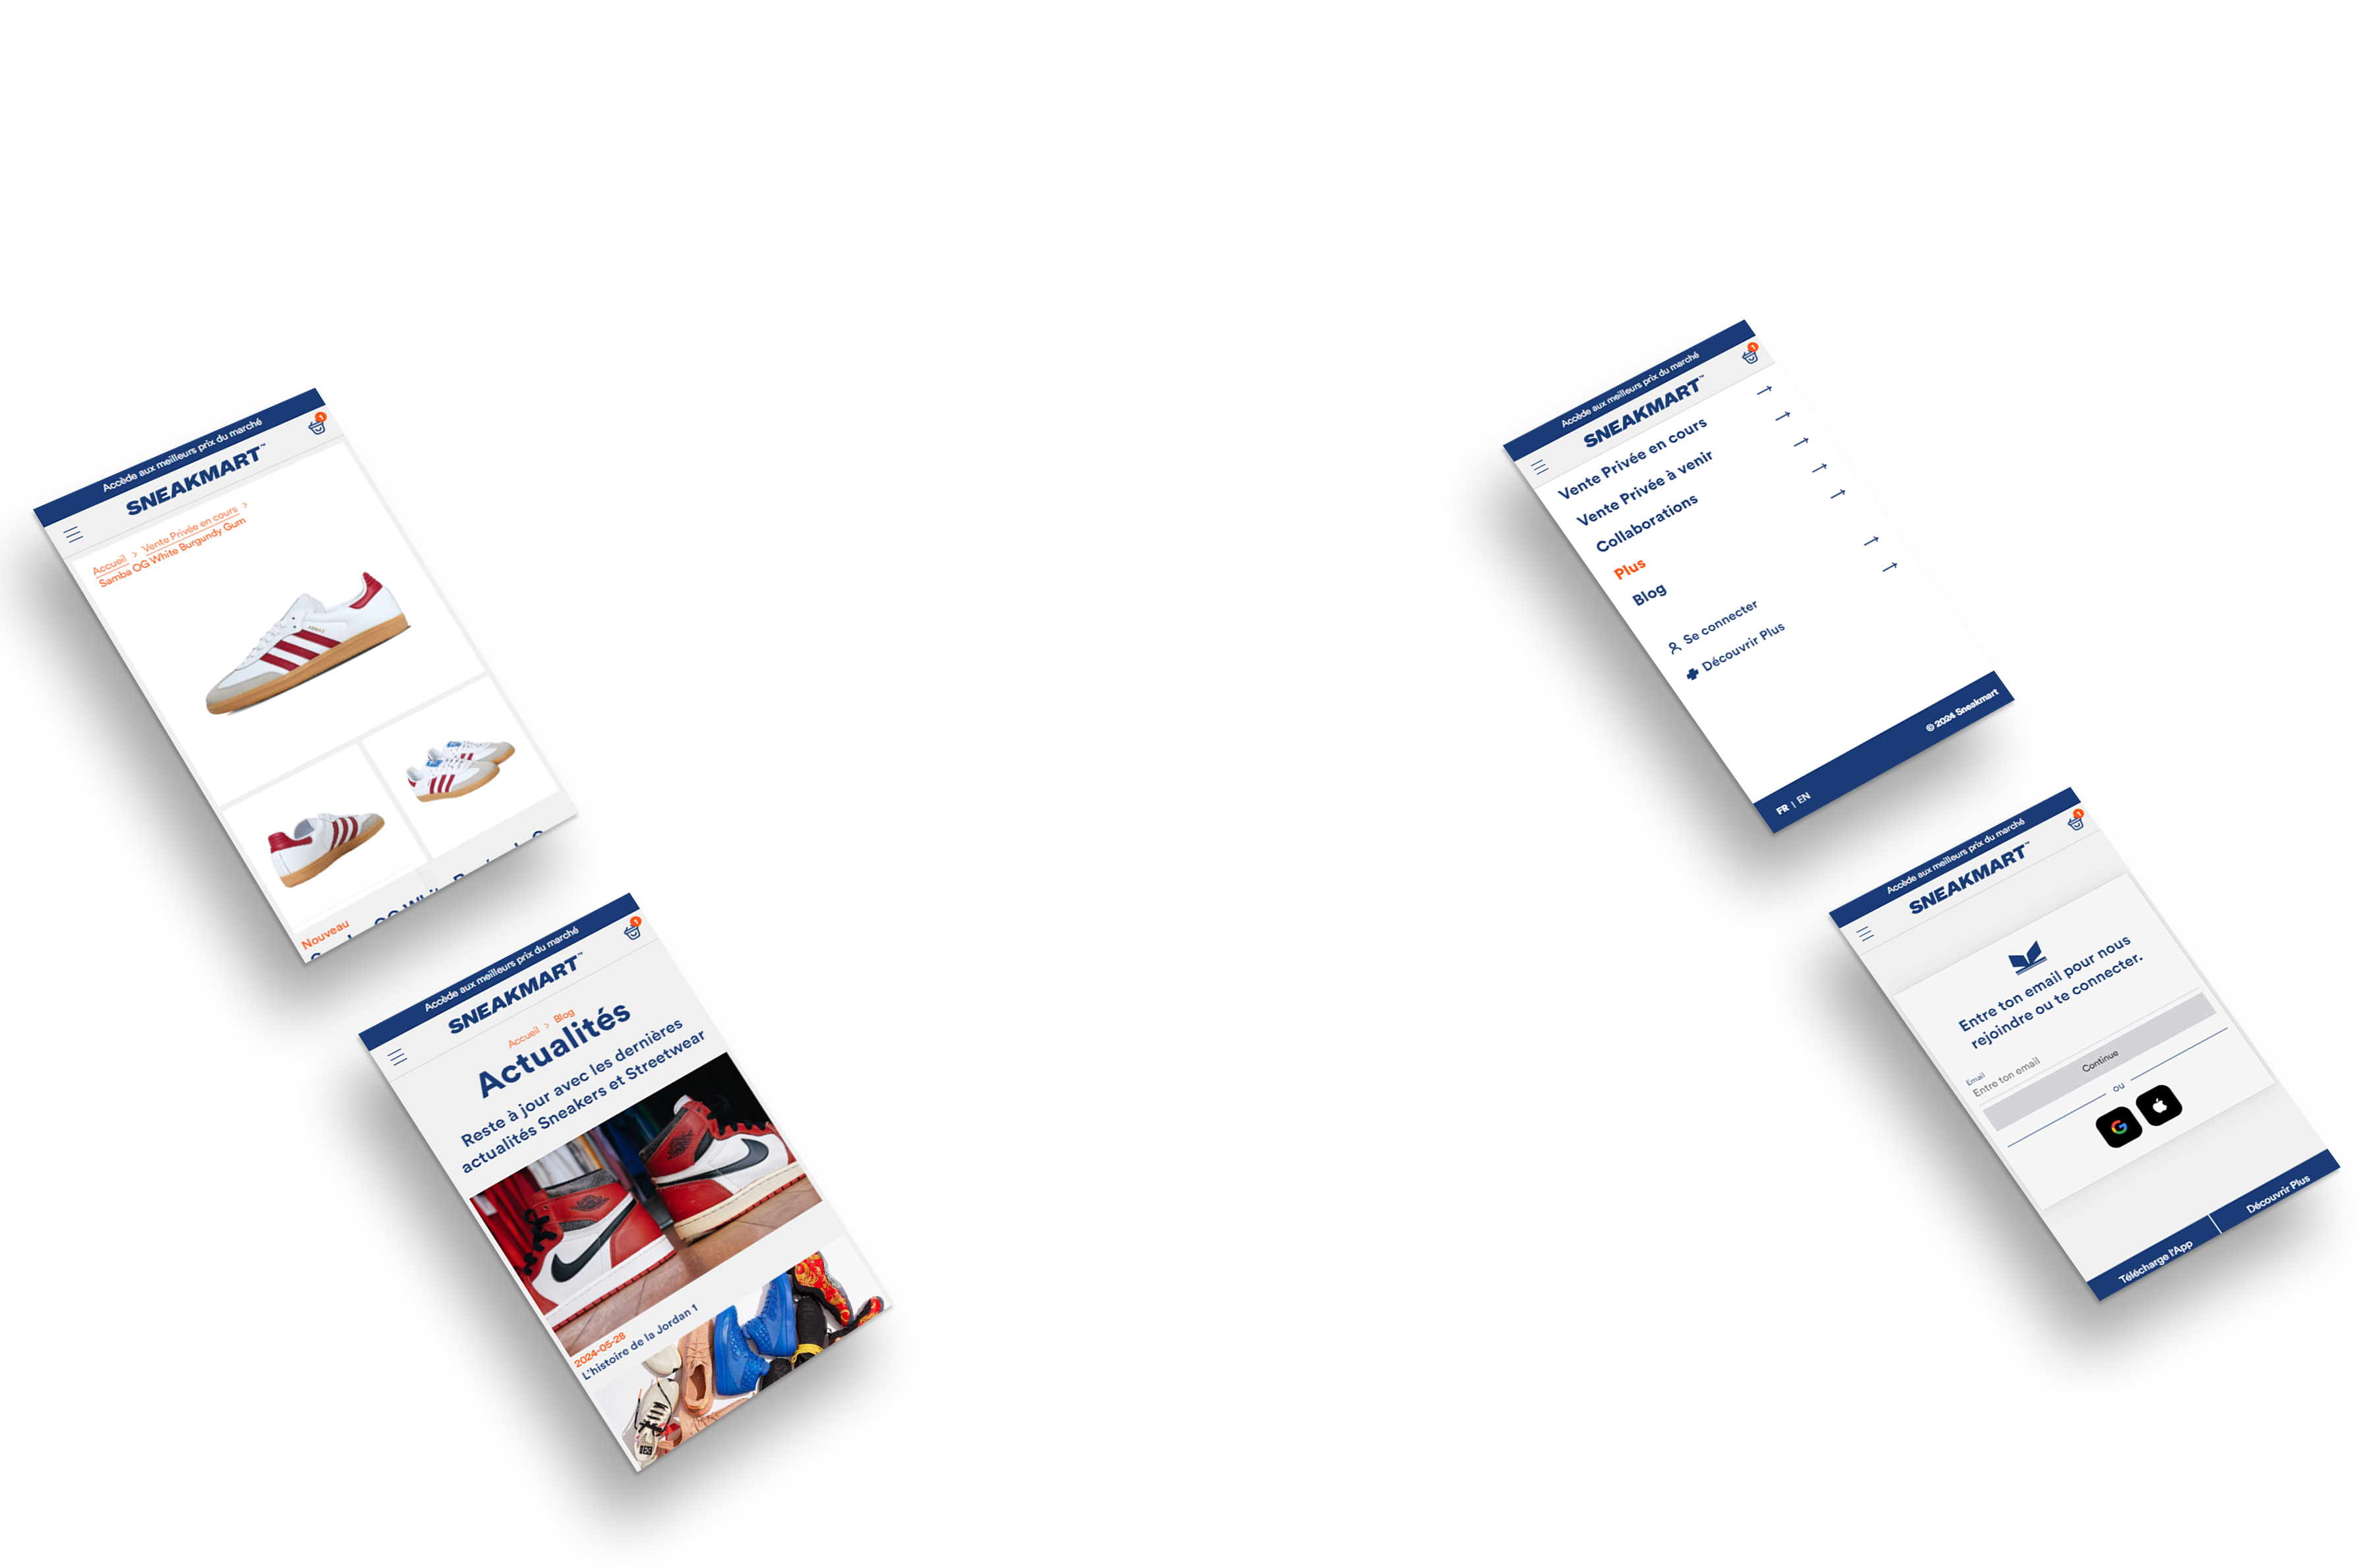 Accède aux meilleurs prix du marché
1
SNEAKMART™
Accueil > Vente Privée en cours >
Samba OG White Burgundy Gum
Nouveau
Accède aux meilleurs prix du marché
1
SNEAKMART™
Accueil > Blog
Actualités
Reste à jour avec les dernières
actualités Sneakers et Streetwear
2024-05-28
L'histoire de la Jordan 1
Accède aux meilleurs prix du marché
1
SNEAKMART™
Vente Privée en cours
Vente Privée à venir
Collaborations
Plus
Blog
Se connecter
Découvrir Plus
FR | EN
© 2024 Sneakmart
Accède aux meilleurs prix du marché
1
SNEAKMART™
Entre ton email pour nous
rejoindre ou te connecter.
Email
Entre ton email
Continue
ou
Télécharge l'App
Découvrir Plus